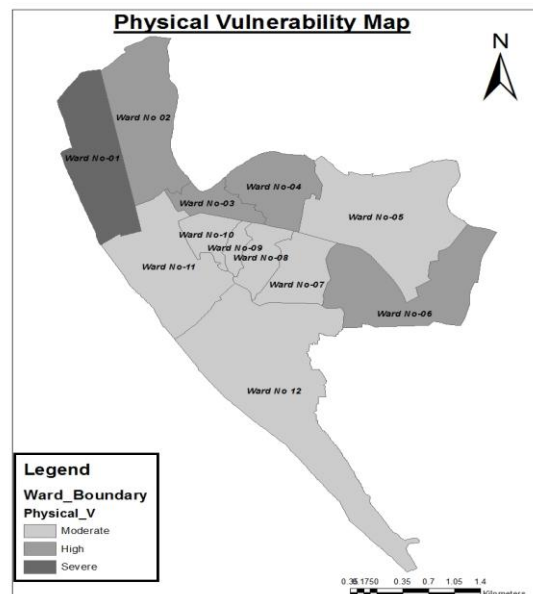 Physical Vulnerability Map
N
Ward No 02
Ward No-01
Ward No-04
Ward No-03
Ward No-05
Ward No-10
Ward No-09
Ward No-08
Ward No-11
Ward No-07
Ward No-06
Ward No 12
Legend
Ward_Boundary
Physical_V
Moderate
High
Severe
0.35 0.7 1.05 1.4
Kilometers